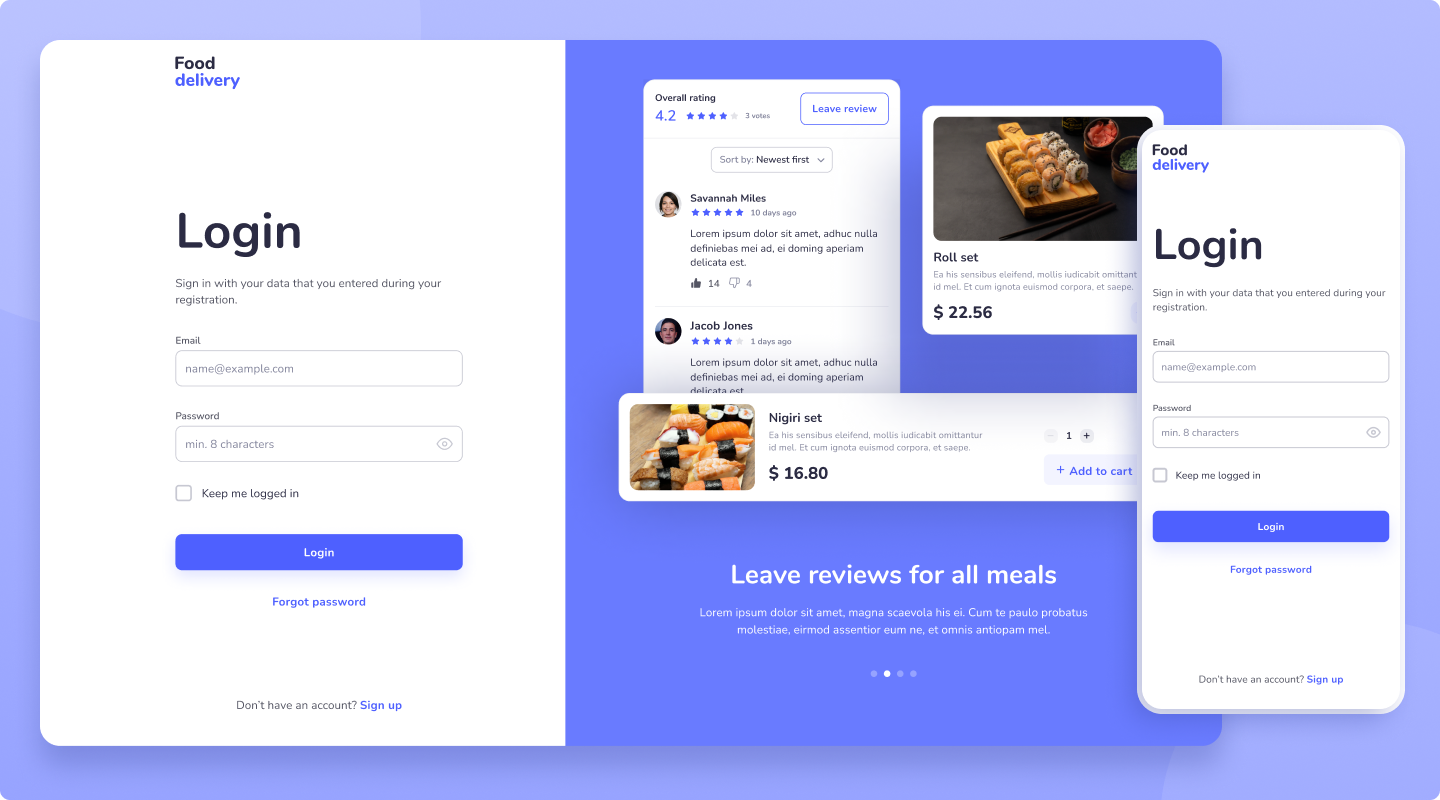 Food
delivery
Login
Sign in with your data that you entered during your
registration.
Email
name@example.com
Password
min. 8 characters
Keep me logged in
Login
Forgot password
Don't have an account? Sign up
Overall rating
4.2
3 votes
Leave review
Sort by: Newest first
Savannah Miles
10 days ago
Lorem ipsum dolor sit amet, adhuc nulla
definiebas mei ad, ei doming aperiam
delicata est.
14
4
Jacob Jones
1 days ago
Lorem ipsum dolor sit amet, adhuc nulla
definiebas mei ad, ei doming aperiam
delicata est
Roll set
Ea his sensibus eleifend, mollis iudicabit omittant
id mel. Et cum ignota euismod corpora, et saepe.
$ 22.56
Nigiri set
Ea his sensibus eleifend, mollis iudicabit omittantur
id mel. Et cum ignota euismod corpora, et saepe.
$ 16.80
− 1 +
+ Add to cart
Leave reviews for all meals
Lorem ipsum dolor sit amet, magna scaevola his ei. Cum te paulo probatus
molestiae, eirmod assentior eum ne, et omnis antiopam mel.
Food
delivery
Login
Sign in with your data that you entered during your
registration.
Email
name@example.com
Password
min. 8 characters
Keep me logged in
Login
Forgot password
Don't have an account? Sign up